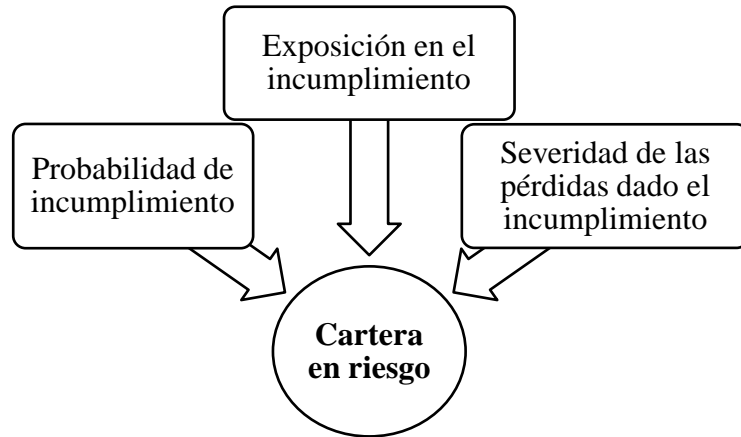 Exposición en el
incumplimiento
Probabilidad de
incumplimiento
Severidad de las
pérdidas dado el
incumplimiento
Cartera
en riesgo